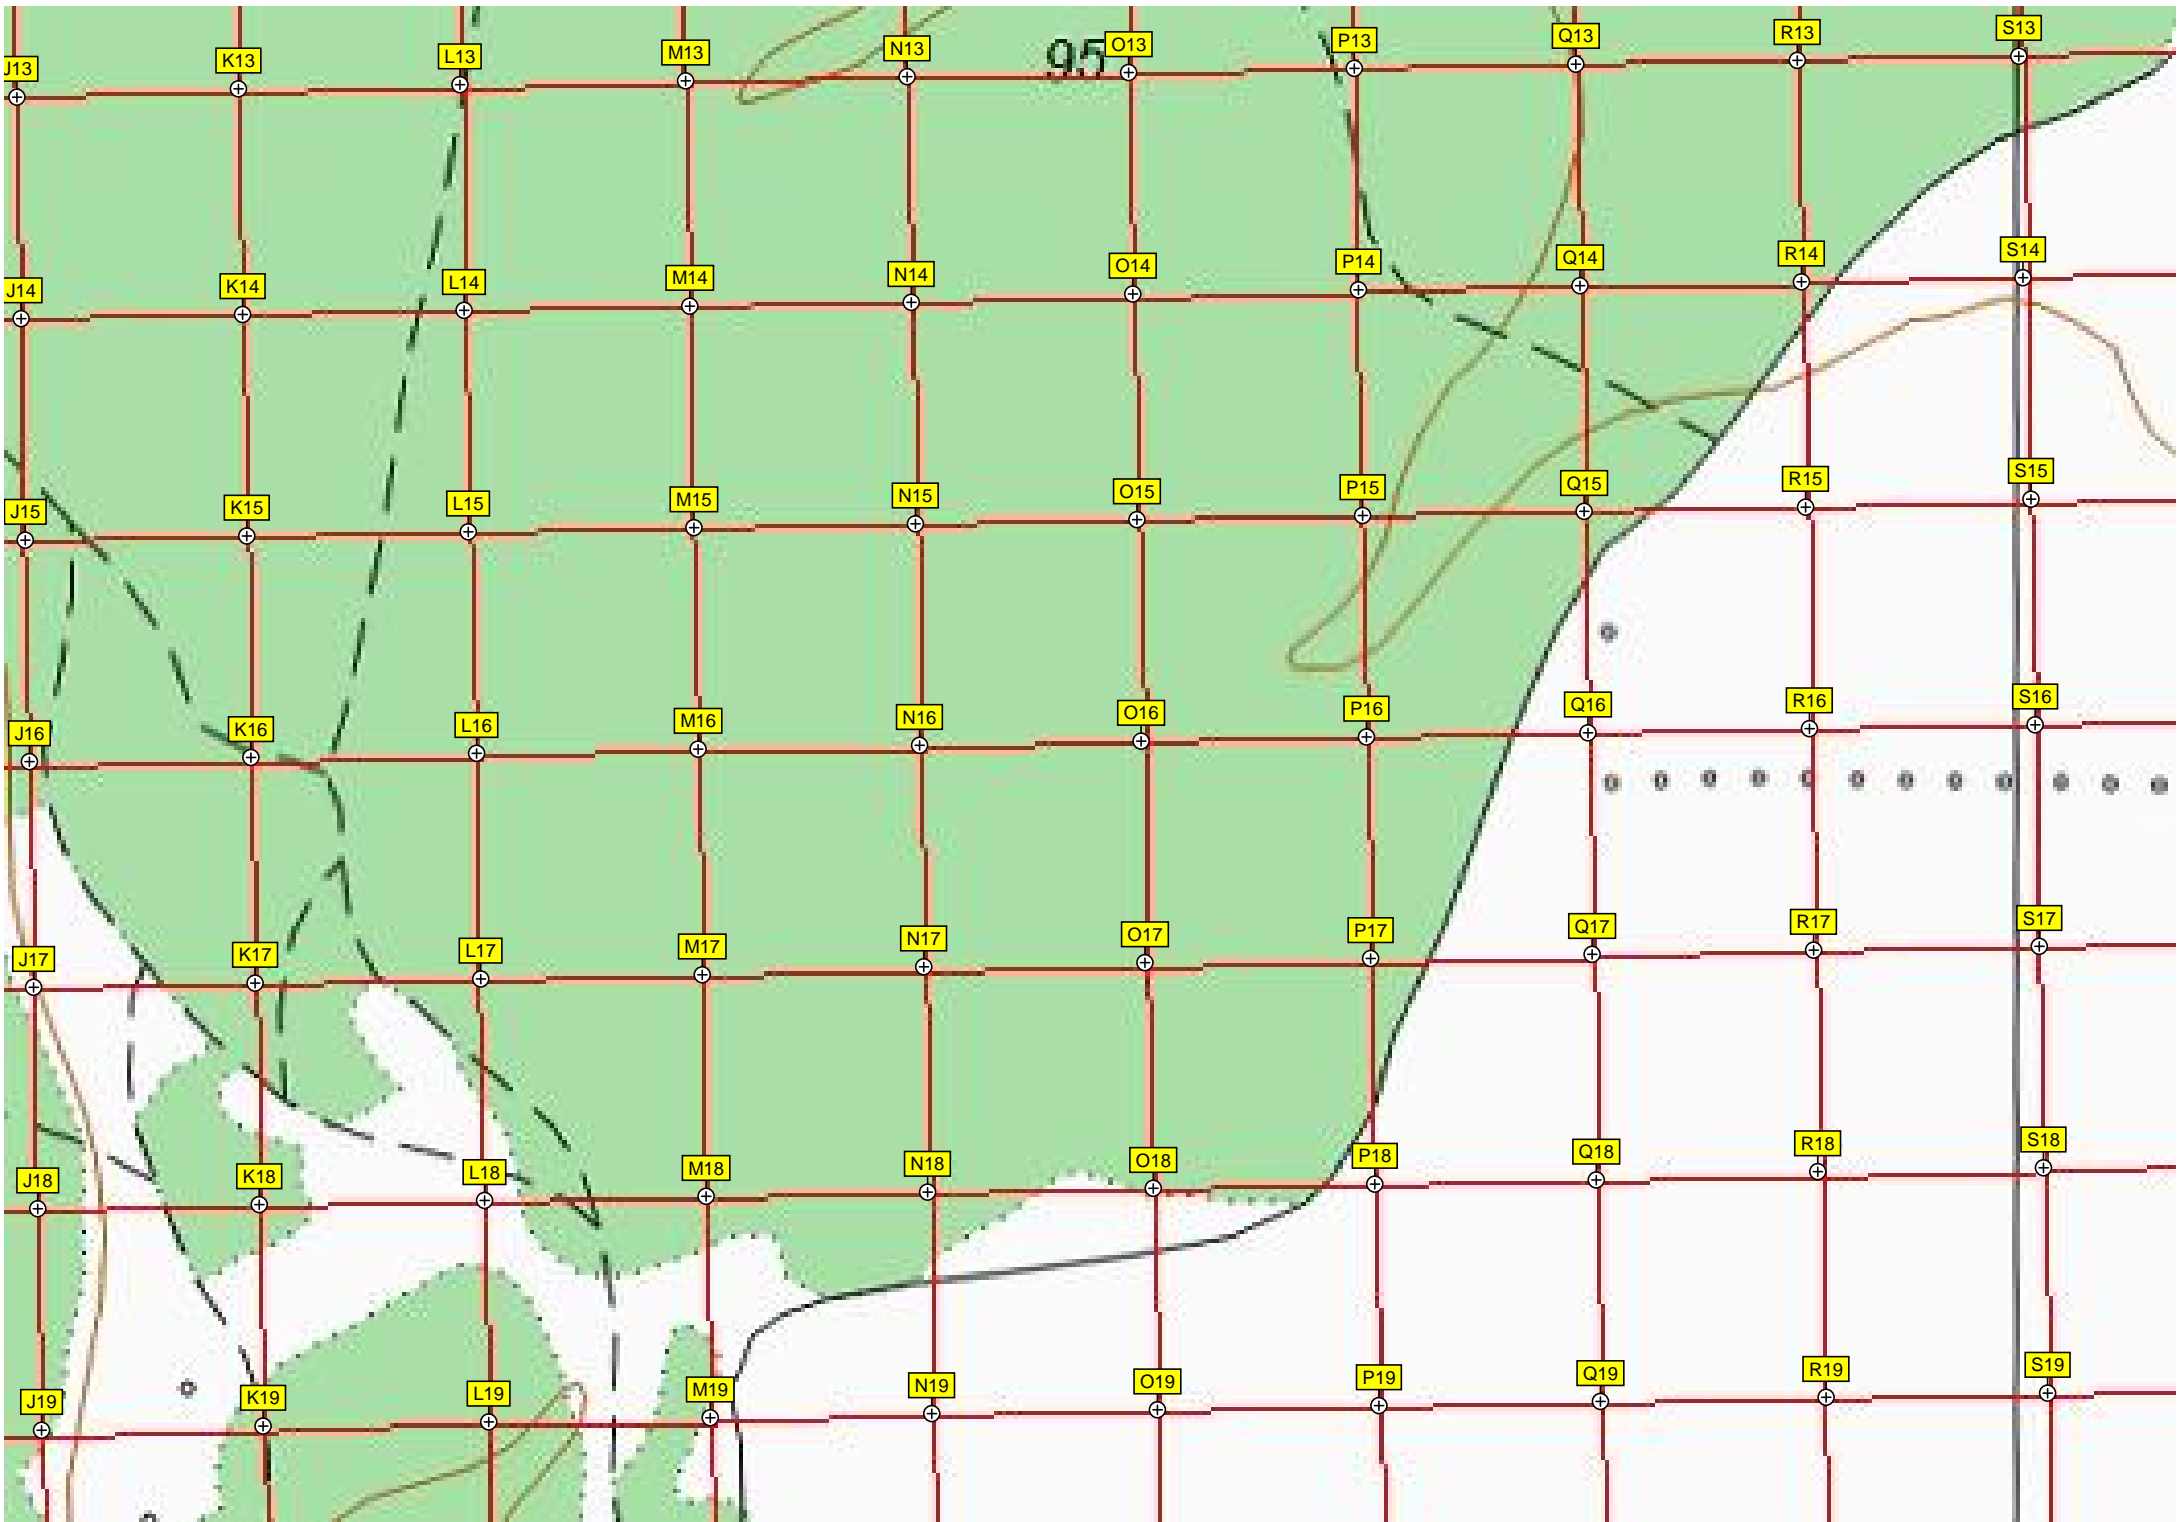 J13 K13 L13 M13 N13 95 O13 P13 Q13 R13 S13
J14 K14 L14 M14 N14 O14 P14 Q14 R14 S14
J15 K15 L15 M15 N15 O15 P15 Q15 R15 S15
J16 K16 L16 M16 N16 O16 P16 Q16 R16 S16
J17 K17 L17 M17 N17 O17 P17 Q17 R17 S17
J18 K18 L18 M18 N18 O18 P18 Q18 R18 S18
J19 K19 L19 M19 N19 O19 P19 Q19 R19 S19